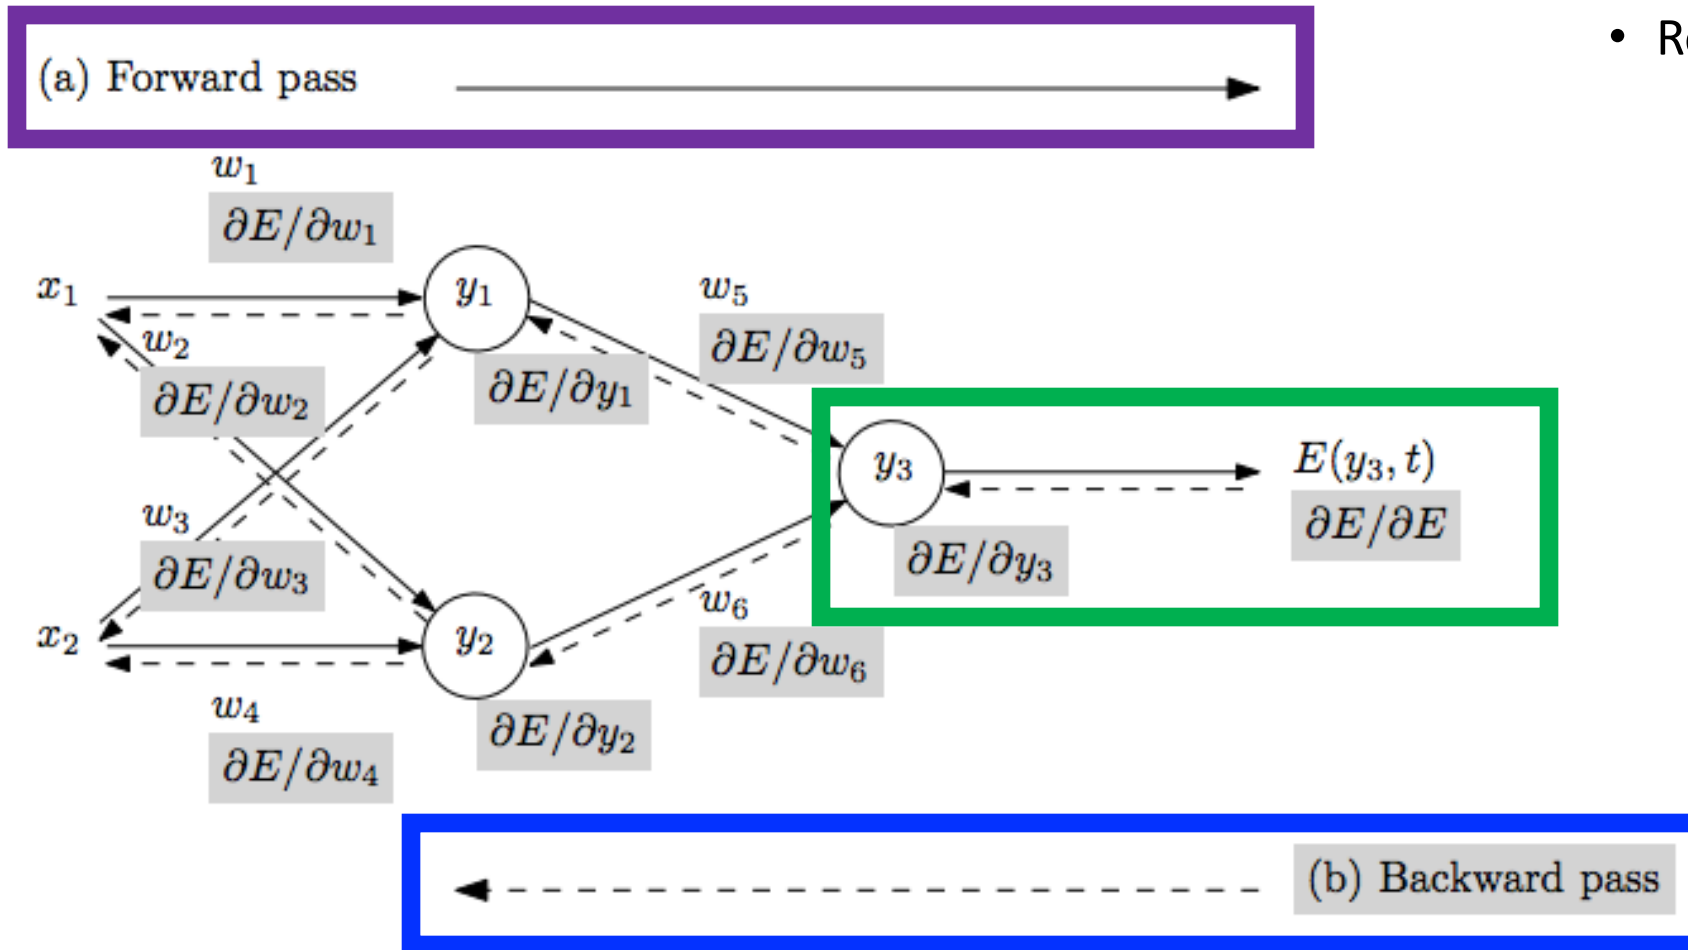 (a) Forward pass
• Re
w₁
∂E/∂w₁
x₁
y₁
w₅
w₂
∂E/∂w₅
∂E/∂w₂
∂E/∂y₁
y₃
E(y₃, t)
w₃
∂E/∂E
∂E/∂w₃
∂E/∂y₃
w₆
x₂
y₂
∂E/∂w₆
w₄
∂E/∂y₂
∂E/∂w₄
(b) Backward pass